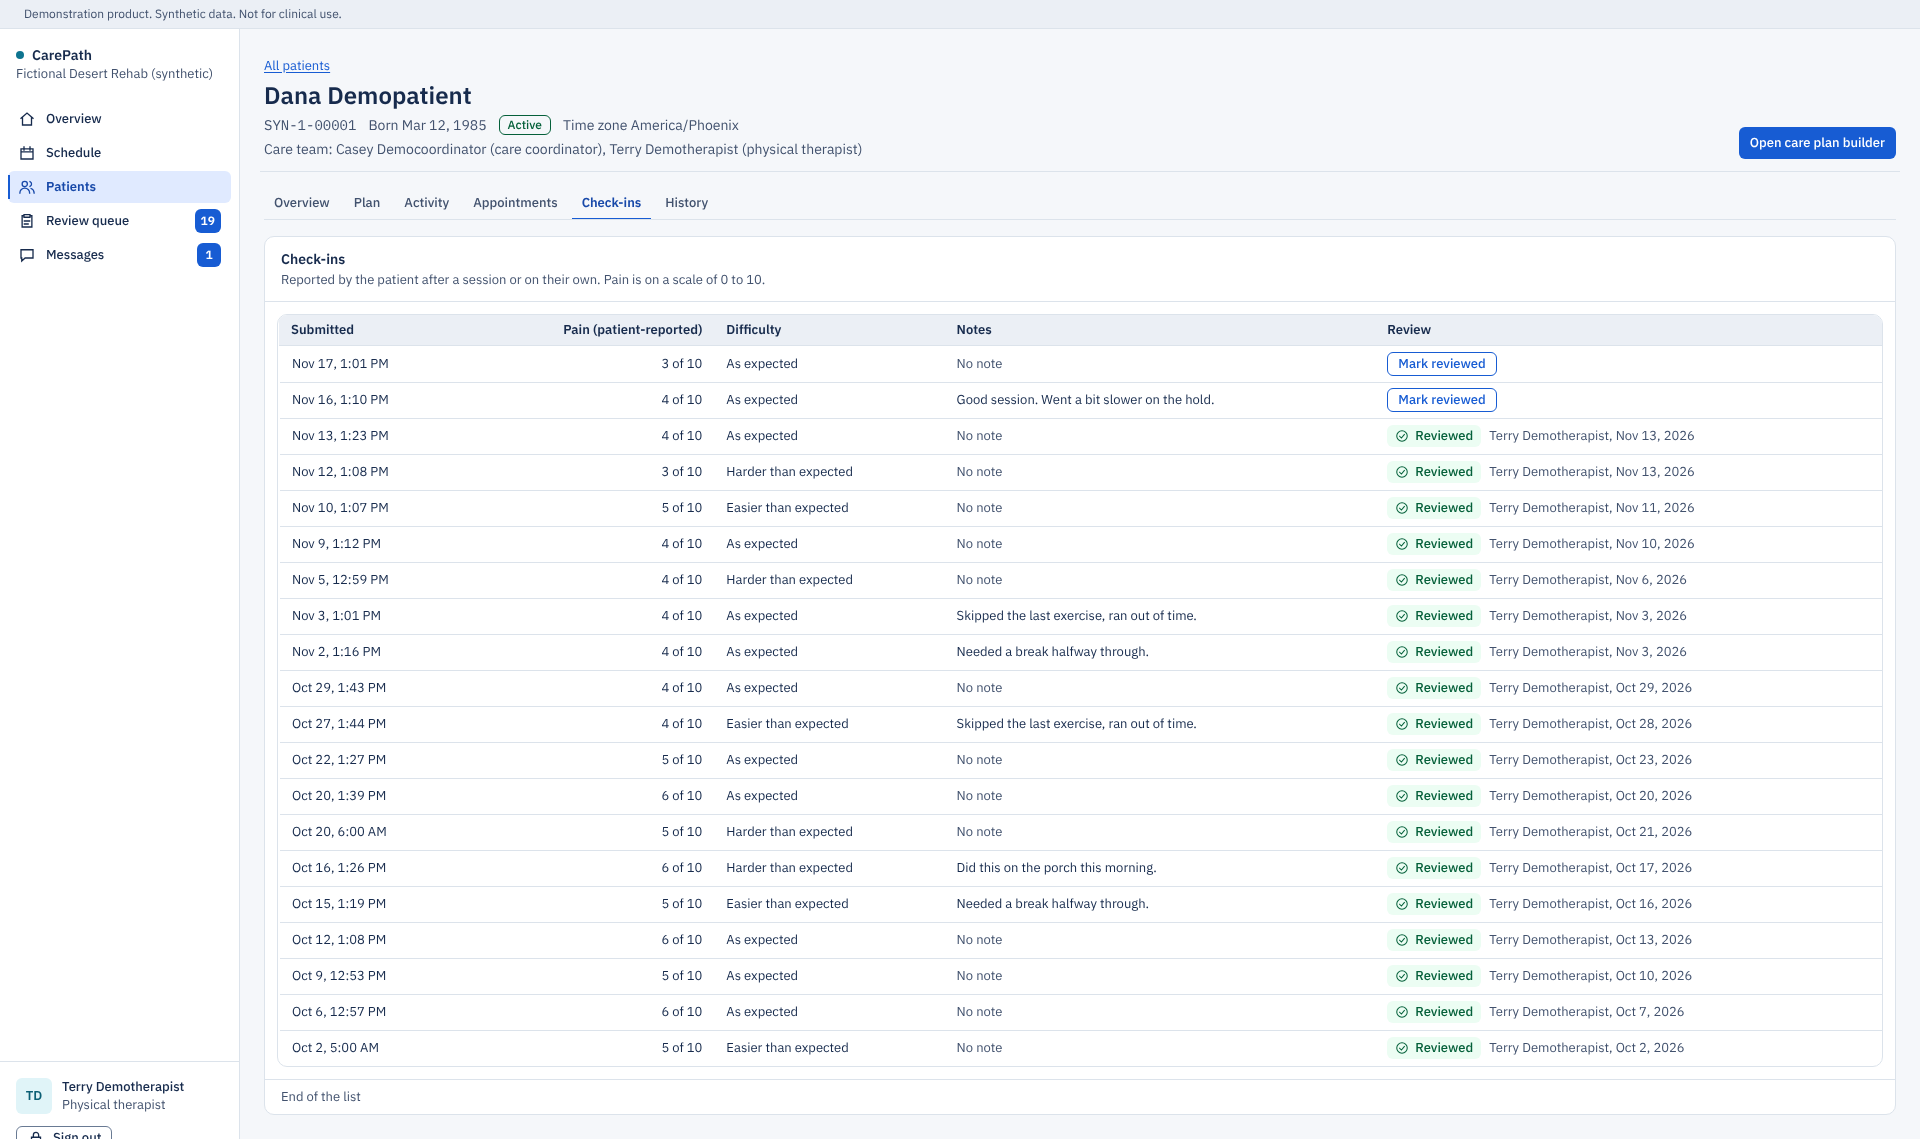 Demonstration product. Synthetic data. Not for clinical use.
CarePath
Fictional Desert Rehab (synthetic)
Overview
Schedule
Patients
Review queue 19
Messages 1
All patients
Dana Demopatient
SYN-1-00001 Born Mar 12, 1985 Active Time zone America/Phoenix
Care team: Casey Democoordinator (care coordinator), Terry Demotherapist (physical therapist)
Open care plan builder
Overview Plan Activity Appointments Check-ins History
Check-ins
Reported by the patient after a session or on their own. Pain is on a scale of 0 to 10.
Submitted Pain (patient-reported) Difficulty Notes Review
Nov 17, 1:01 PM 3 of 10 As expected No note Mark reviewed
Nov 16, 1:10 PM 4 of 10 As expected Good session. Went a bit slower on the hold. Mark reviewed
Nov 13, 1:23 PM 4 of 10 As expected No note Reviewed Terry Demotherapist, Nov 13, 2026
Nov 12, 1:08 PM 3 of 10 Harder than expected No note Reviewed Terry Demotherapist, Nov 13, 2026
Nov 10, 1:07 PM 5 of 10 Easier than expected No note Reviewed Terry Demotherapist, Nov 11, 2026
Nov 9, 1:12 PM 4 of 10 As expected No note Reviewed Terry Demotherapist, Nov 10, 2026
Nov 5, 12:59 PM 4 of 10 Harder than expected No note Reviewed Terry Demotherapist, Nov 6, 2026
Nov 3, 1:01 PM 4 of 10 As expected Skipped the last exercise, ran out of time. Reviewed Terry Demotherapist, Nov 3, 2026
Nov 2, 1:16 PM 4 of 10 As expected Needed a break halfway through. Reviewed Terry Demotherapist, Nov 3, 2026
Oct 29, 1:43 PM 4 of 10 As expected No note Reviewed Terry Demotherapist, Oct 29, 2026
Oct 27, 1:44 PM 4 of 10 Easier than expected Skipped the last exercise, ran out of time. Reviewed Terry Demotherapist, Oct 28, 2026
Oct 22, 1:27 PM 5 of 10 As expected No note Reviewed Terry Demotherapist, Oct 23, 2026
Oct 20, 1:39 PM 6 of 10 As expected No note Reviewed Terry Demotherapist, Oct 20, 2026
Oct 20, 6:00 AM 5 of 10 Harder than expected No note Reviewed Terry Demotherapist, Oct 21, 2026
Oct 16, 1:26 PM 6 of 10 Harder than expected Did this on the porch this morning. Reviewed Terry Demotherapist, Oct 17, 2026
Oct 15, 1:19 PM 5 of 10 Easier than expected Needed a break halfway through. Reviewed Terry Demotherapist, Oct 16, 2026
Oct 12, 1:08 PM 6 of 10 As expected No note Reviewed Terry Demotherapist, Oct 13, 2026
Oct 9, 12:53 PM 5 of 10 As expected No note Reviewed Terry Demotherapist, Oct 10, 2026
Oct 6, 12:57 PM 6 of 10 As expected No note Reviewed Terry Demotherapist, Oct 7, 2026
Oct 2, 5:00 AM 5 of 10 Easier than expected No note Reviewed Terry Demotherapist, Oct 2, 2026
End of the list
TD
Terry Demotherapist
Physical therapist
Sign out